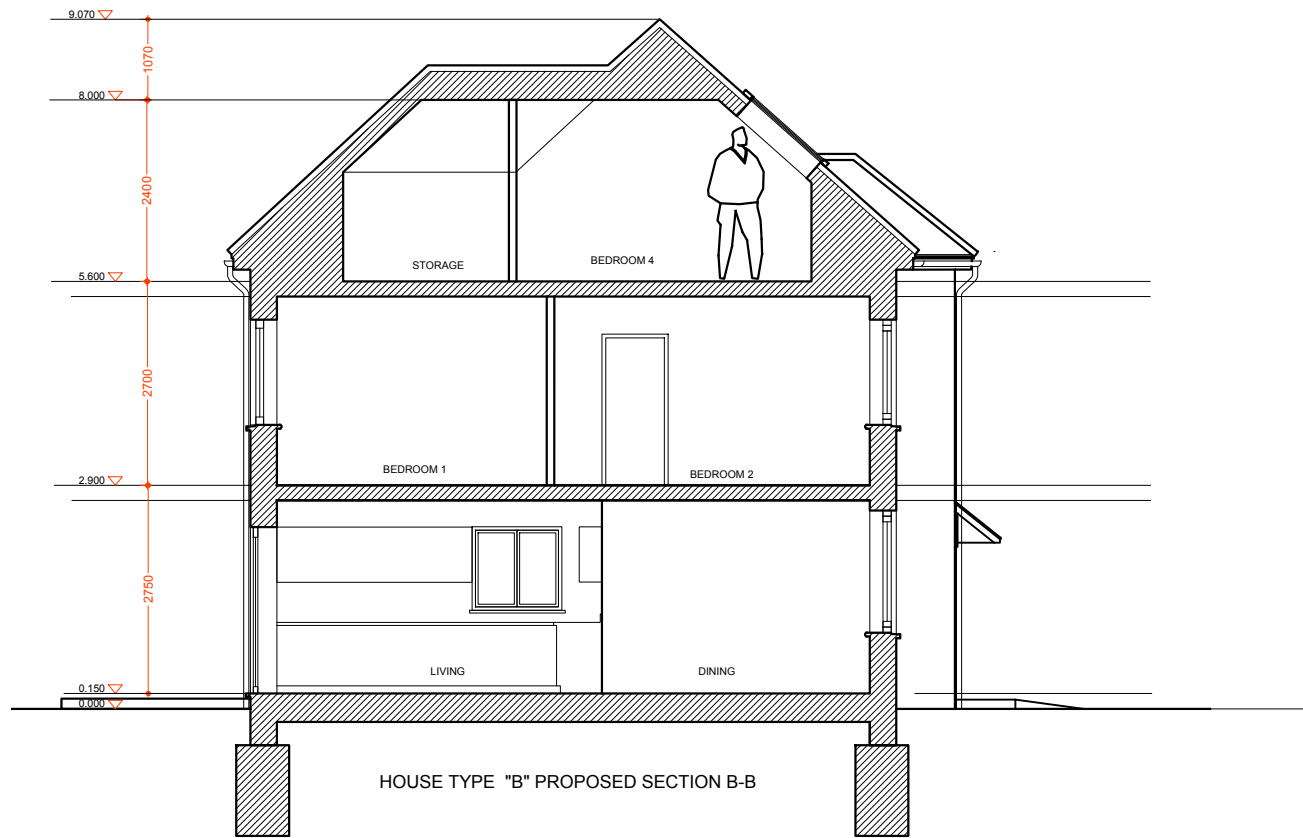 9.070
1070
8.000
2400
STORAGE
BEDROOM 4
5.600
2700
BEDROOM 1
BEDROOM 2
2.900
2750
LIVING
DINING
0.150
0.000
HOUSE TYPE "B" PROPOSED SECTION B-B